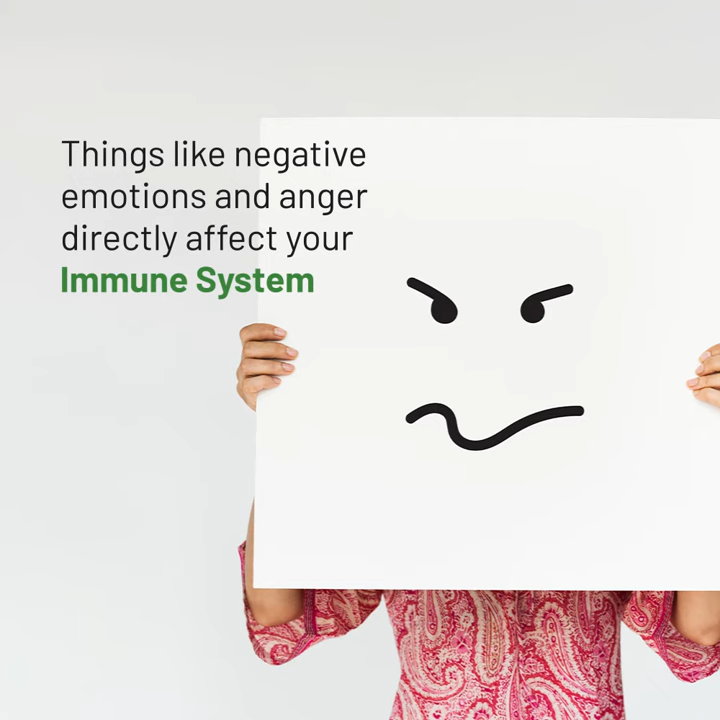 Things like negative
emotions and anger
directly affect your
Immune System